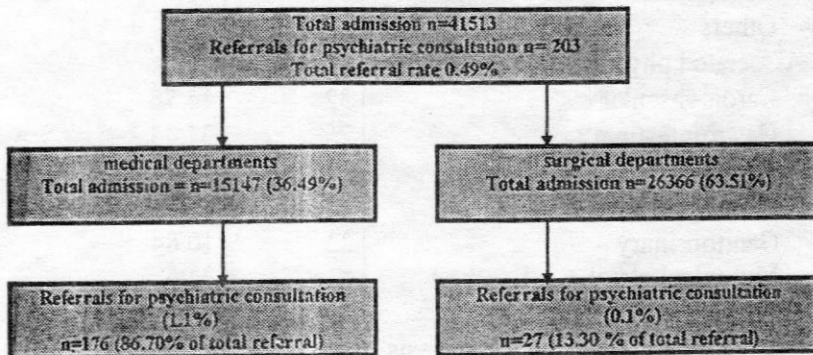 Others
Total admission n=41513
Referrals for psychiatric consultation n= 203
Total referral rate 0.49%
medical departments
Total admission = n=15147 (36.49%)
surgical departments
Total admission n=26366 (63.51%)
Referrals for psychiatric consultation
(1.1%)
n=176 (86.70% of total referral)
Referrals for psychiatric consultation
(0.1%)
n=27 (13.30 % of total referral)